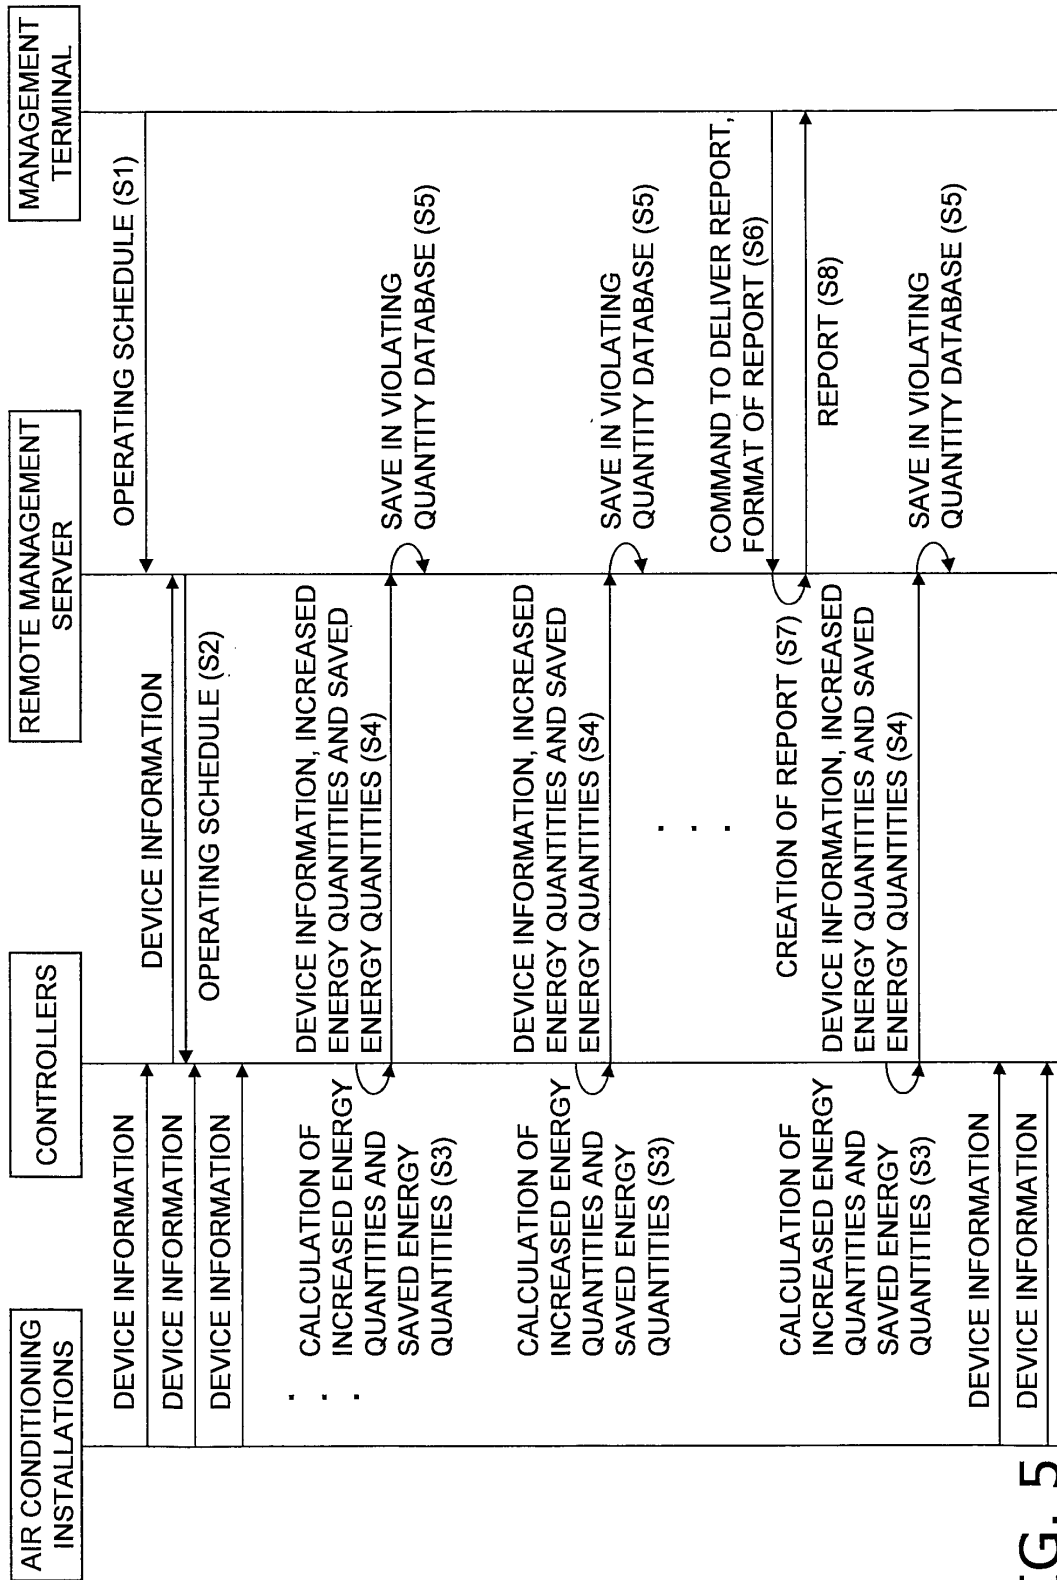 AIR CONDITIONING
INSTALLATIONS
CONTROLLERS
REMOTE MANAGEMENT
SERVER
MANAGEMENT
TERMINAL
OPERATING SCHEDULE (S1)
DEVICE INFORMATION
DEVICE INFORMATION
DEVICE INFORMATION
DEVICE INFORMATION
OPERATING SCHEDULE (S2)
CALCULATION OF
INCREASED ENERGY
QUANTITIES AND
SAVED ENERGY
QUANTITIES (S3)
DEVICE INFORMATION, INCREASED
ENERGY QUANTITIES AND SAVED
ENERGY QUANTITIES (S4)
SAVE IN VIOLATING
QUANTITY DATABASE (S5)
. . .
CALCULATION OF
INCREASED ENERGY
QUANTITIES AND
SAVED ENERGY
QUANTITIES (S3)
DEVICE INFORMATION, INCREASED
ENERGY QUANTITIES AND SAVED
ENERGY QUANTITIES (S4)
SAVE IN VIOLATING
QUANTITY DATABASE (S5)
. . .
COMMAND TO DELIVER REPORT,
FORMAT OF REPORT (S6)
CREATION OF REPORT (S7)
REPORT (S8)
CALCULATION OF
INCREASED ENERGY
QUANTITIES AND
SAVED ENERGY
QUANTITIES (S3)
DEVICE INFORMATION, INCREASED
ENERGY QUANTITIES AND SAVED
ENERGY QUANTITIES (S4)
SAVE IN VIOLATING
QUANTITY DATABASE (S5)
DEVICE INFORMATION
DEVICE INFORMATION
FIG. 5